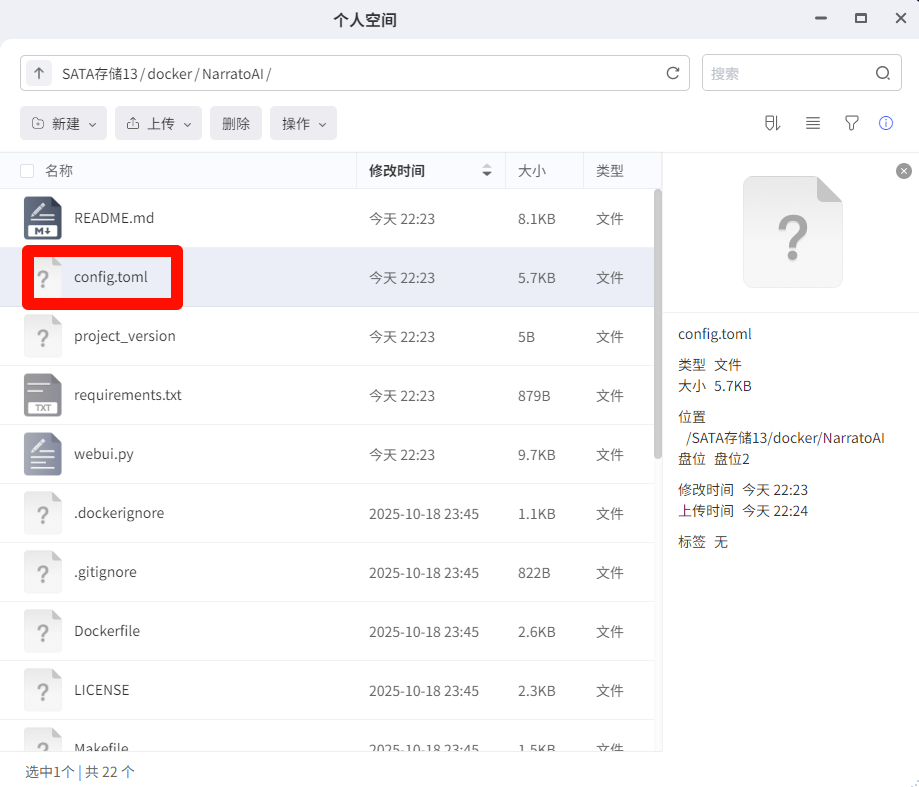 个人空间
SATA存储13 / docker / NarratoAI /
搜索
新建 上传 删除 操作
名称 修改时间 大小 类型
README.md 今天 22:23 8.1KB 文件
config.toml 今天 22:23 5.7KB 文件
project_version 今天 22:23 5B 文件
requirements.txt 今天 22:23 879B 文件
webui.py 今天 22:23 9.7KB 文件
.dockerignore 2025-10-18 23:45 1.1KB 文件
.gitignore 2025-10-18 23:45 822B 文件
Dockerfile 2025-10-18 23:45 2.6KB 文件
LICENSE 2025-10-18 23:45 2.3KB 文件
Makefile 2025-10-18 23:45 1.5KB 文件
M↓
TXT
选中1个 | 共 22 个
config.toml
类型 文件
大小 5.7KB
位置
/SATA存储13/docker/NarratoAI
盘位 盘位2
修改时间 今天 22:23
上传时间 今天 22:24
标签 无